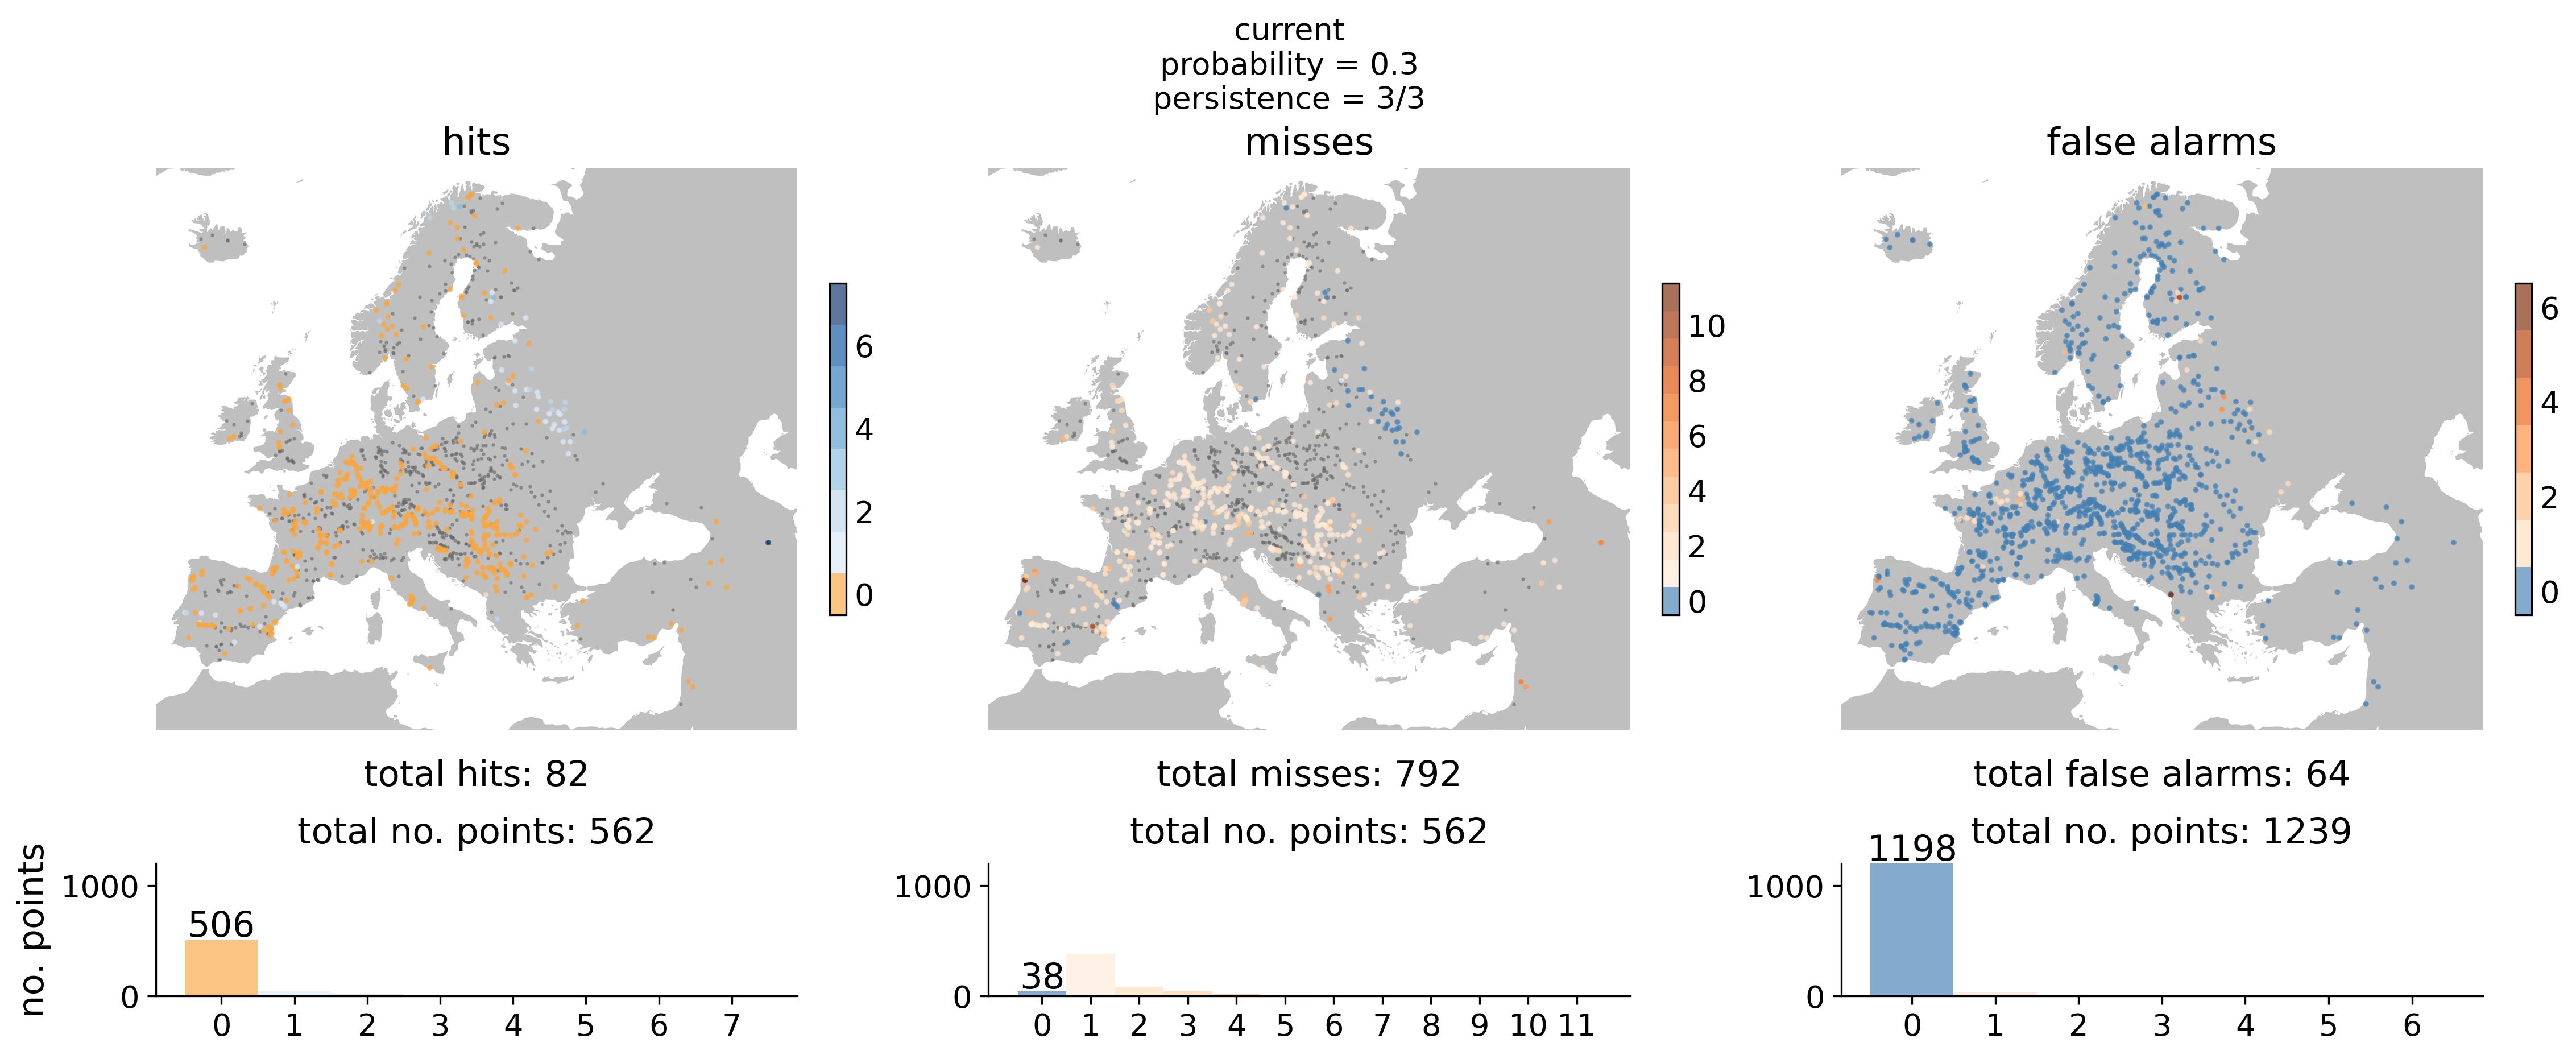 current
probability = 0.3
persistence = 3/3
hits
misses
false alarms
6
4
2
0
10
8
6
4
2
0
6
4
2
0
total hits: 82
total misses: 792
total false alarms: 64
total no. points: 562
total no. points: 562
total no. points: 1239
no. points
1000
0
506
0 1 2 3 4 5 6 7
1000
0
38
0 1 2 3 4 5 6 7 8 9 10 11
1000
0
1198
0 1 2 3 4 5 6